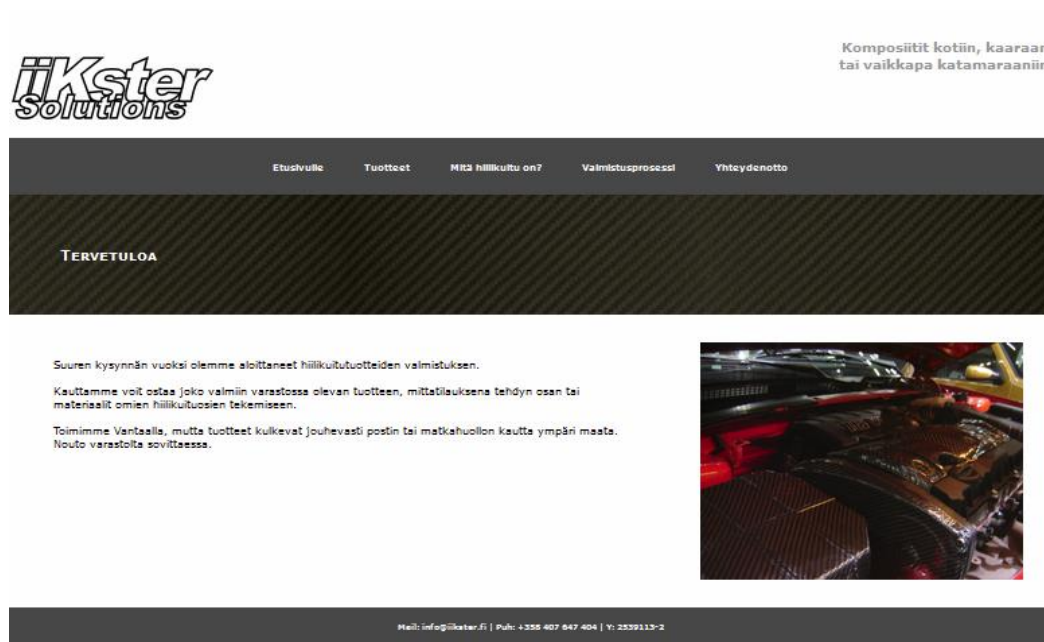 iiKster
Solutions
Komposiitit kotiin, kaaraan
tai vaikkapa katamaraaniin
Etusivulle Tuotteet Mitä hiilikuitu on? Valmistusprosessi Yhteydenotto
Tervetuloa
Suuren kysynnän vuoksi olemme aloittaneet hiilikuitutuotteiden valmistuksen.
Kauttamme voit ostaa joko valmiin varastossa olevan tuotteen, mittatilauksena tehdyn osan tai
materiaalit omien hiilikuituosien tekemiseen.
Toimimme Vantaalla, mutta tuotteet kulkevat jouhevasti postin tai matkahuollon kautta ympäri maata.
Nouto varastolta sovittaessa.
Meil: info@iikster.fi | Puh: +358 407 647 404 | Y: 2539113-2